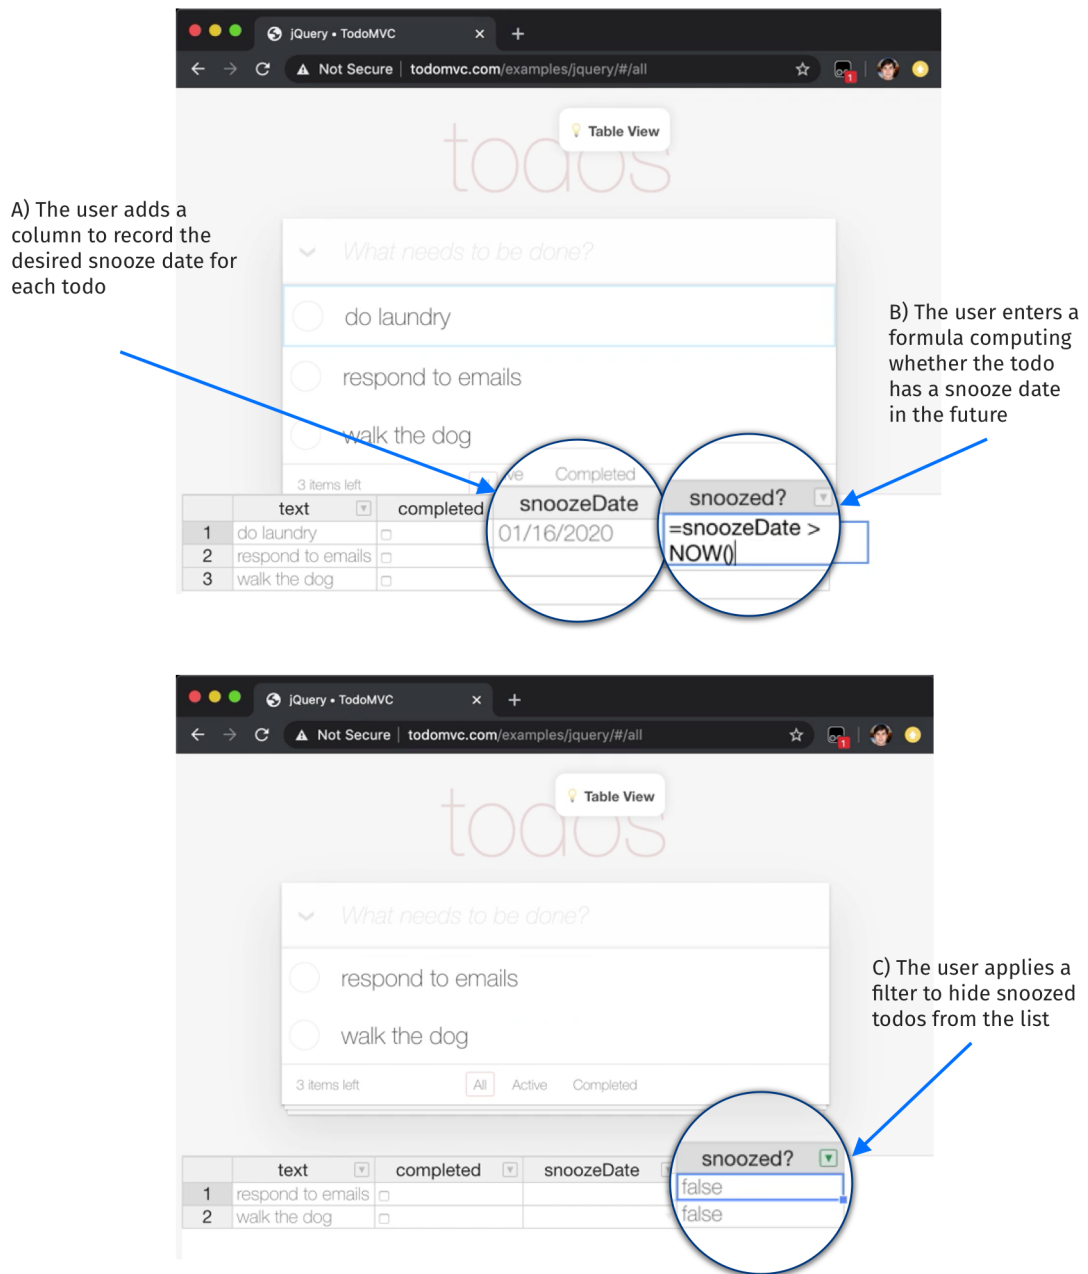 jQuery • TodoMVC
Not Secure | todomvc.com/examples/jquery/#/all
1
Table View
todos
A) The user adds a
column to record the
desired snooze date for
each todo
What needs to be done?
do laundry
B) The user enters a
formula computing
whether the todo
has a snooze date
in the future
respond to emails
walk the dog
3 items left
ve Completed
text completed snoozeDate snoozed?
1 do laundry 01/16/2020 =snoozeDate >
NOW()
2 respond to emails
3 walk the dog
jQuery • TodoMVC
Not Secure | todomvc.com/examples/jquery/#/all
1
Table View
todos
What needs to be done?
respond to emails
C) The user applies a
filter to hide snoozed
todos from the list
walk the dog
3 items left All Active Completed
text completed snoozeDate snoozed?
1 respond to emails false
2 walk the dog false